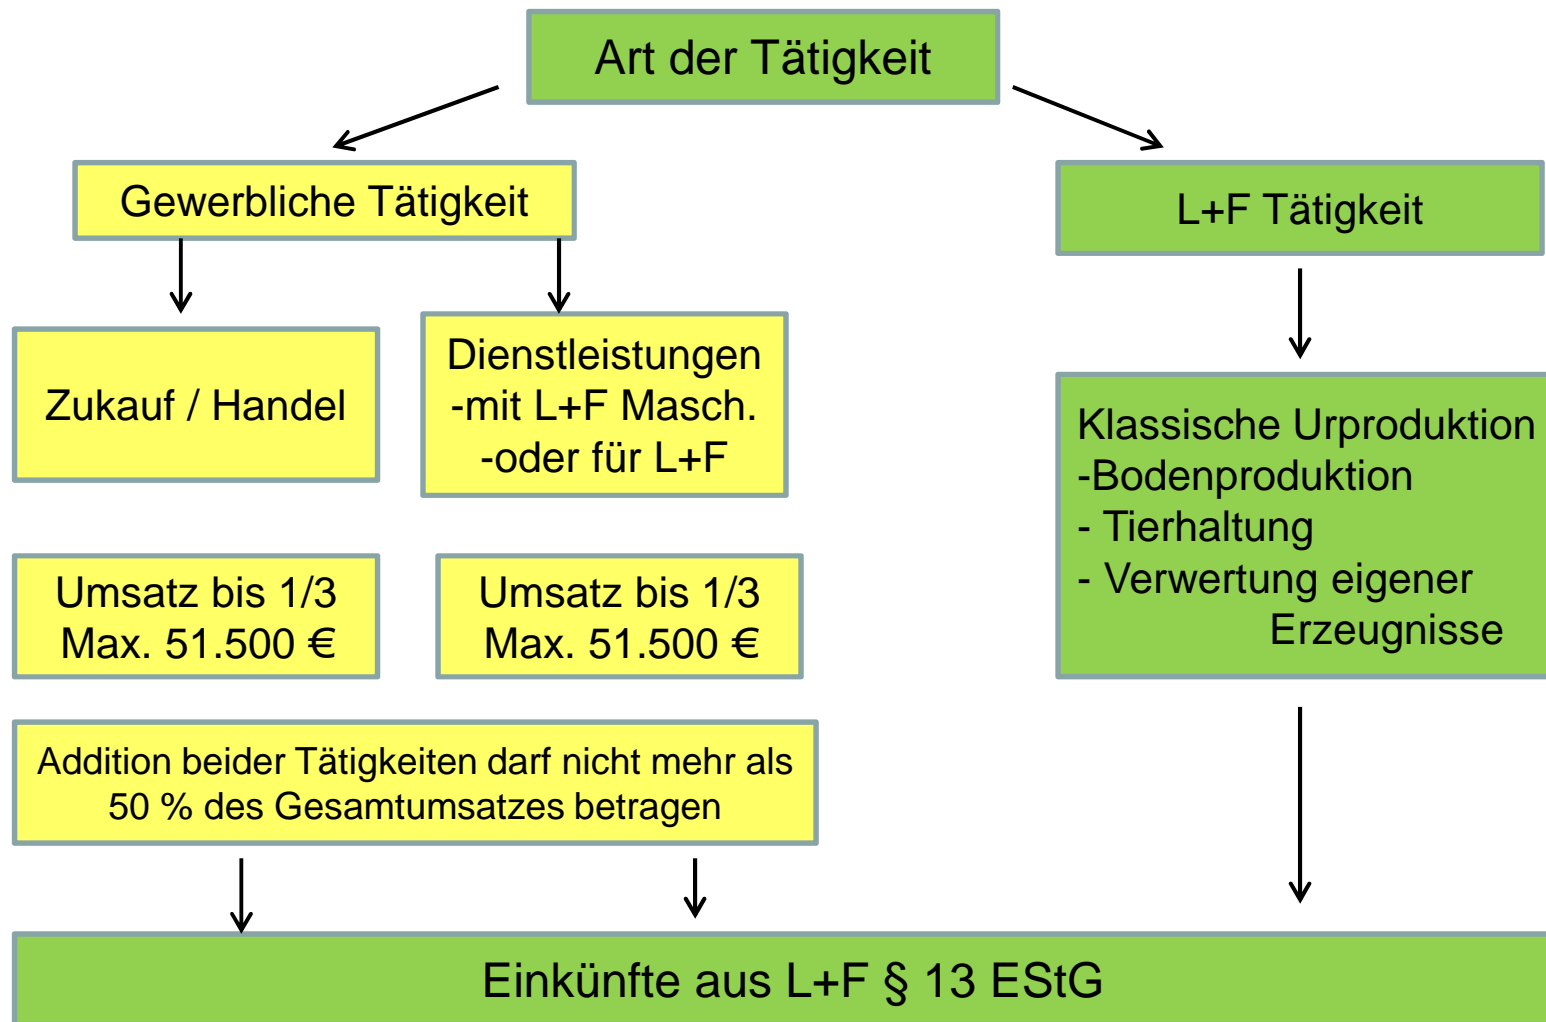 Art der Tätigkeit
Gewerbliche Tätigkeit
L+F Tätigkeit
Zukauf / Handel
Dienstleistungen
-mit L+F Masch.
-oder für L+F
Klassische Urproduktion
-Bodenproduktion
- Tierhaltung
- Verwertung eigener
Erzeugnisse
Umsatz bis 1/3
Max. 51.500 €
Umsatz bis 1/3
Max. 51.500 €
Addition beider Tätigkeiten darf nicht mehr als
50 % des Gesamtumsatzes betragen
Einkünfte aus L+F § 13 EStG